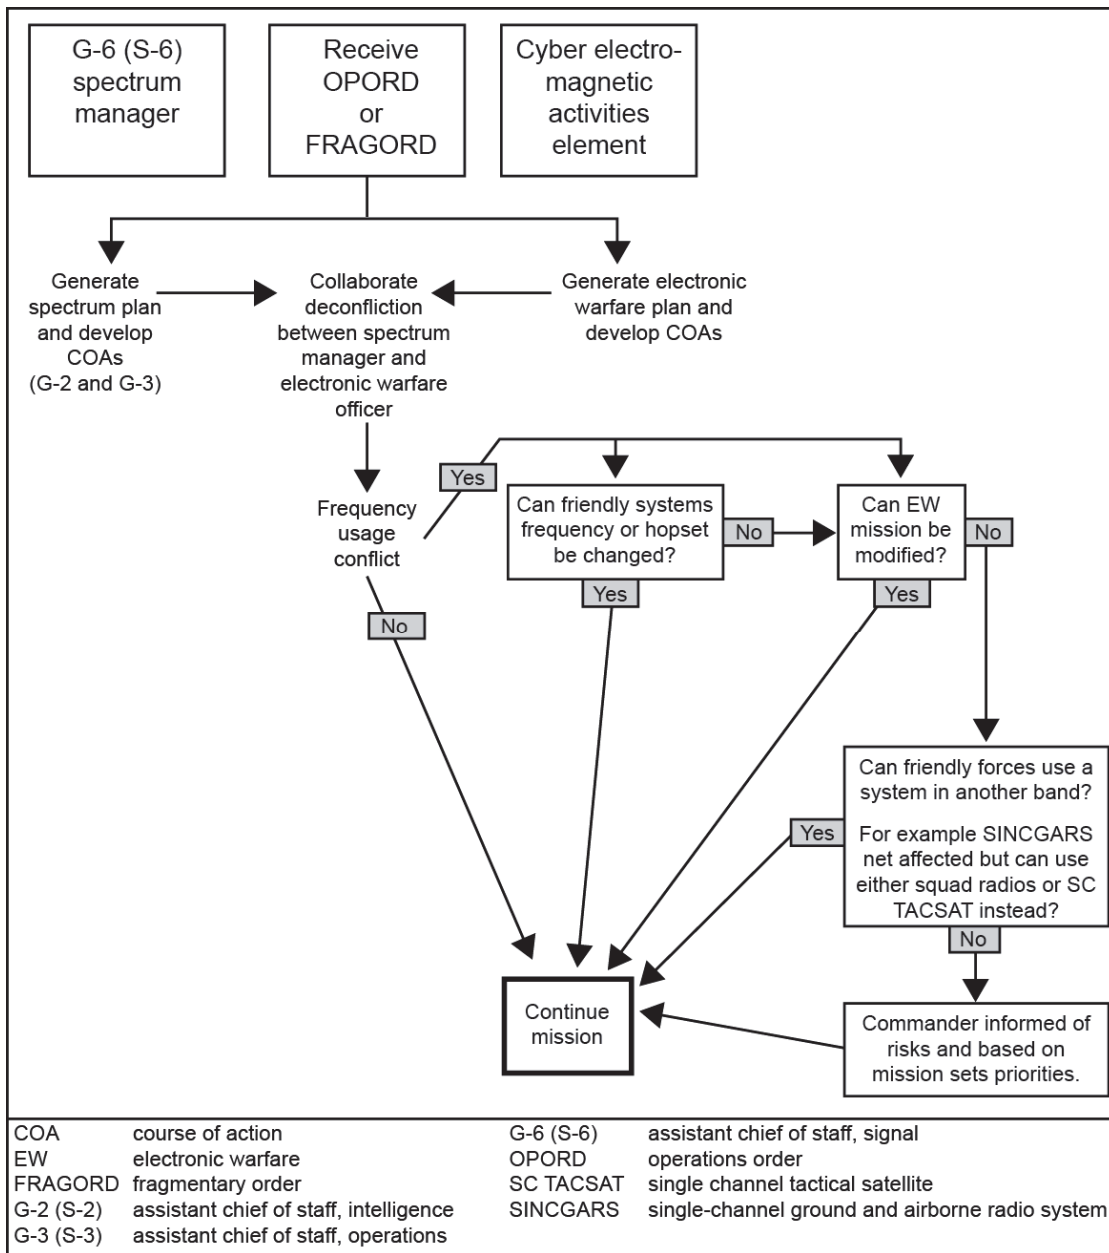 G-6 (S-6)
spectrum
manager
Receive
OPORD
or
FRAGORD
Cyber electro-
magnetic
activities
element
Generate
spectrum plan
and develop
COAs
(G-2 and G-3)
Collaborate
deconfliction
between spectrum
manager and
electronic warfare
officer
Generate electronic
warfare plan and
develop COAs
Frequency
usage
conflict
Yes
No
Can friendly systems
frequency or hopset
be changed?
No
Yes
Can EW
mission be
modified?
No
Yes
Can friendly forces use a
system in another band?
For example SINCGARS
net affected but can use
either squad radios or SC
TACSAT instead?
Yes
No
Continue
mission
Commander informed of
risks and based on
mission sets priorities.
COA course of action
EW electronic warfare
FRAGORD fragmentary order
G-2 (S-2) assistant chief of staff, intelligence
G-3 (S-3) assistant chief of staff, operations
G-6 (S-6) assistant chief of staff, signal
OPORD operations order
SC TACSAT single channel tactical satellite
SINCGARS single-channel ground and airborne radio system